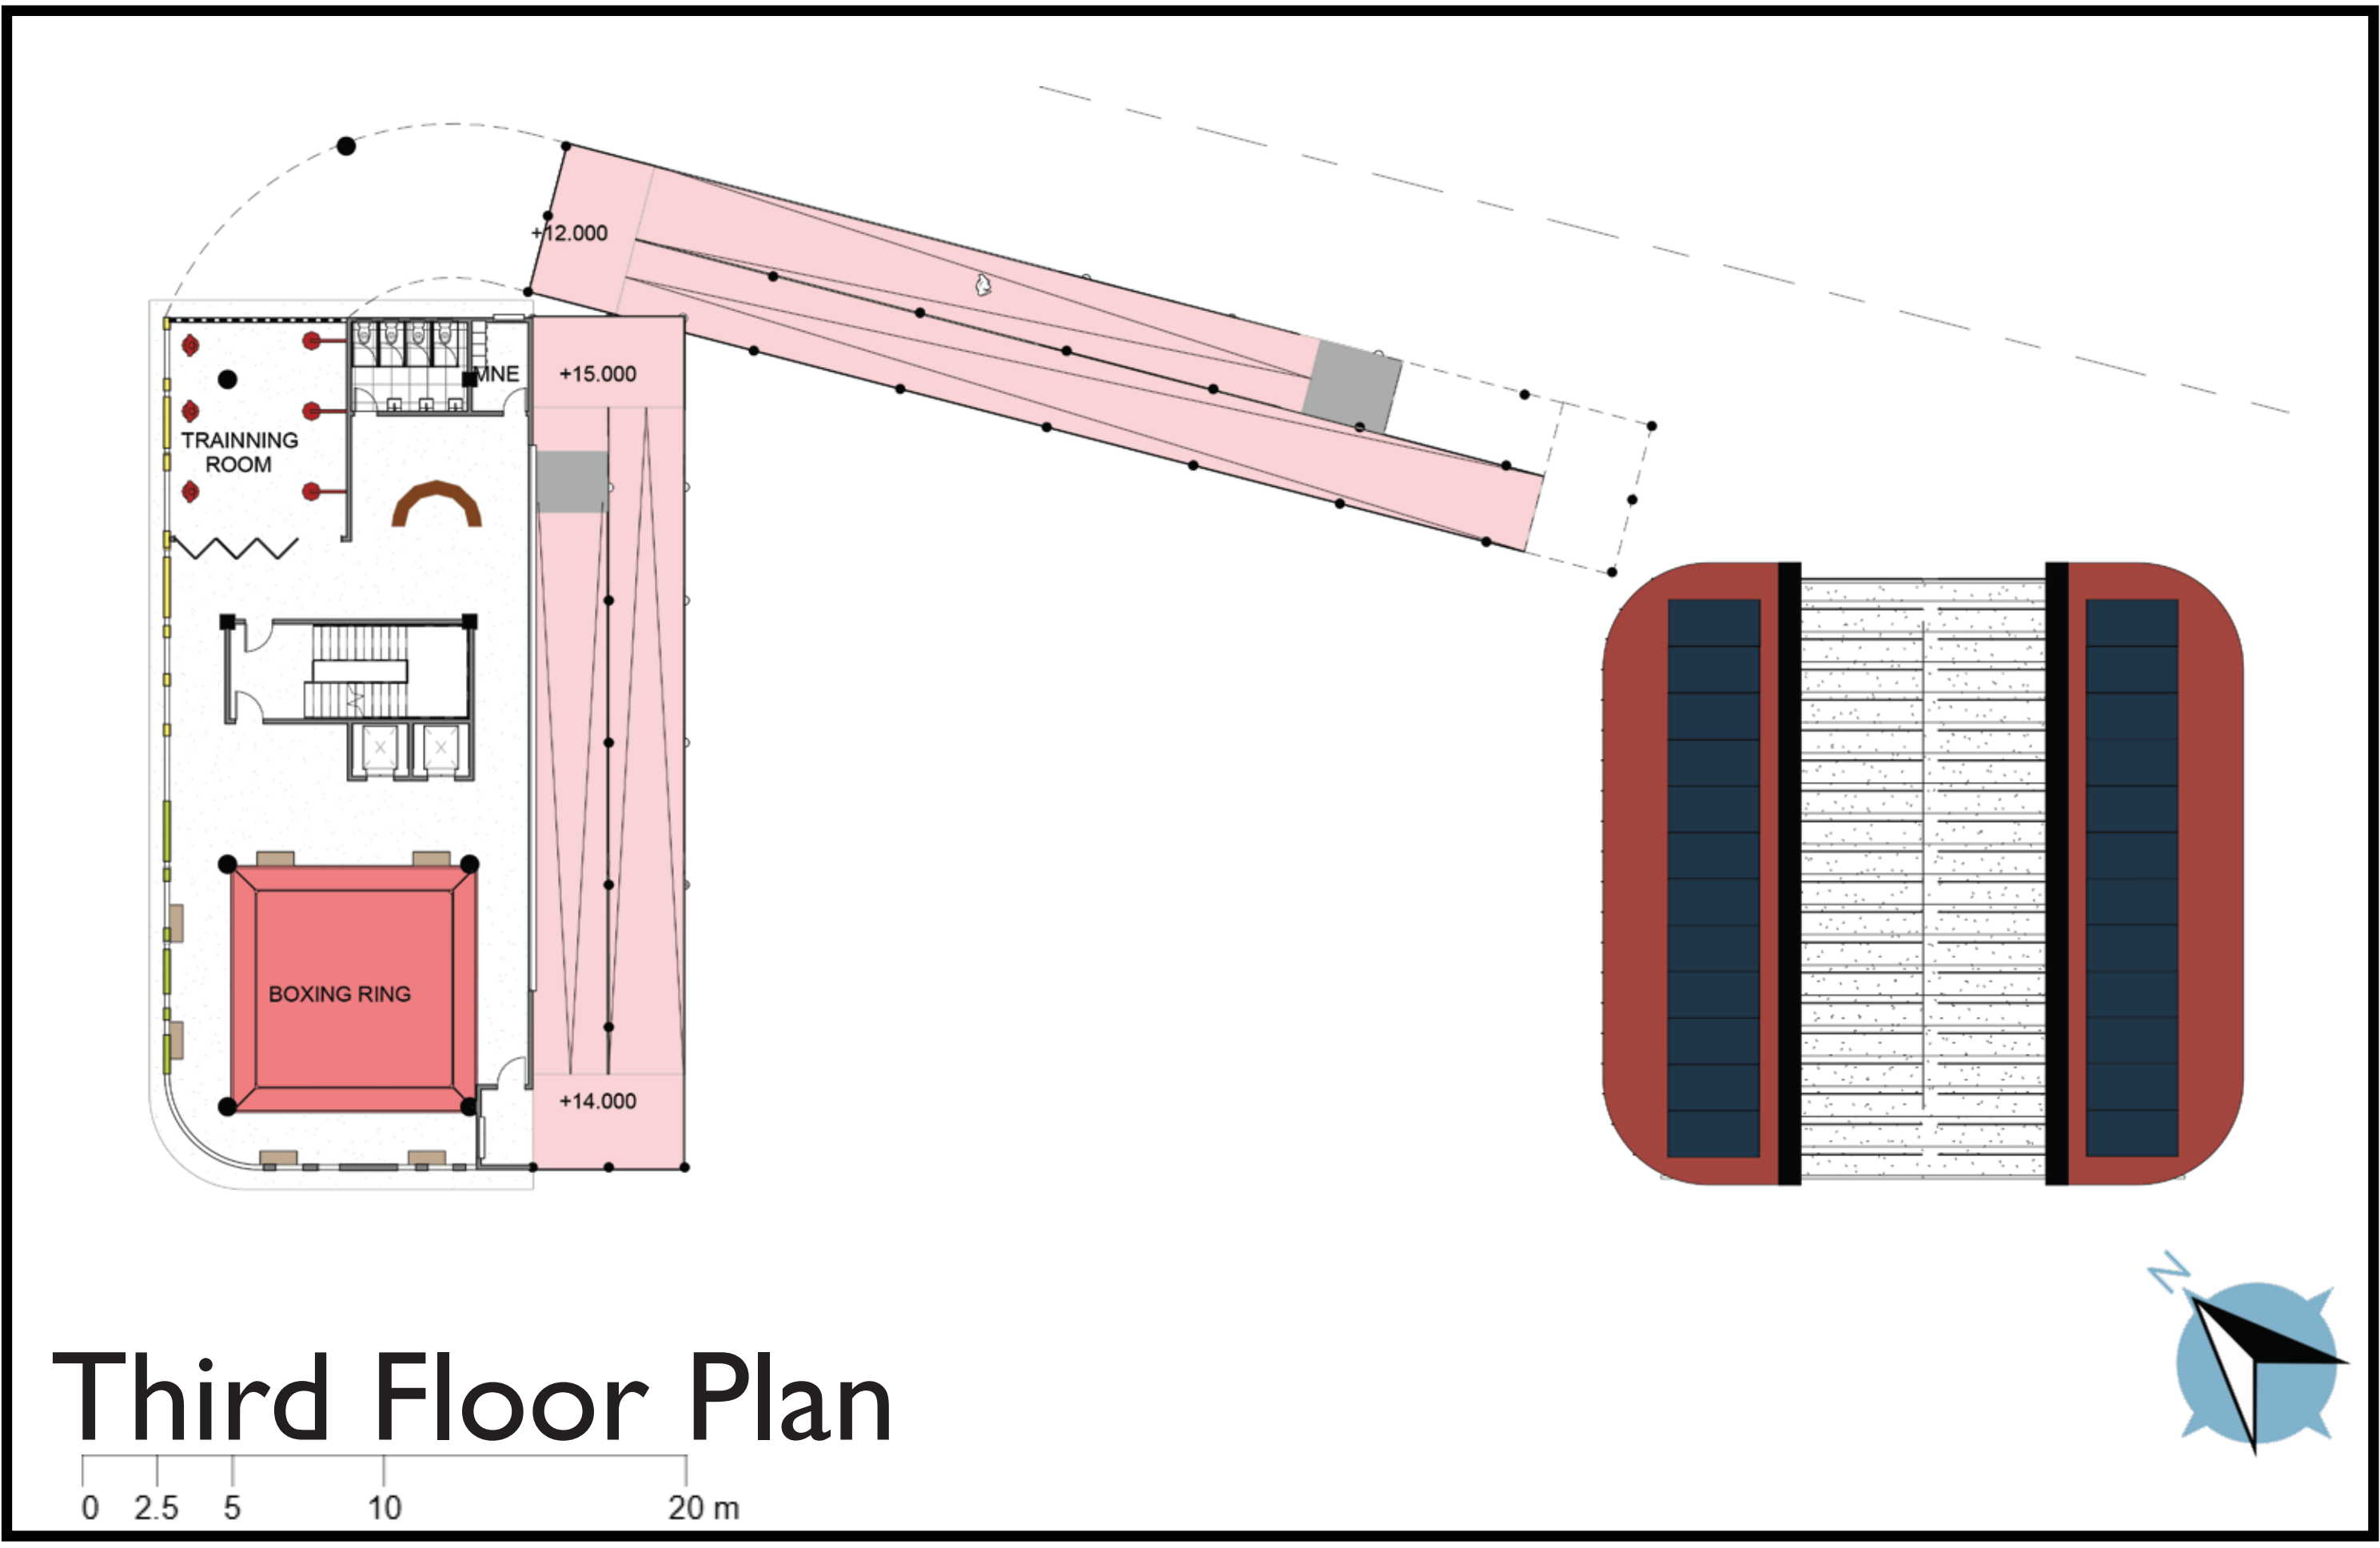 +12.000
MNE
+15.000
TRAINNING
ROOM
BOXING RING
+14.000
N
Third Floor Plan
0 2.5 5 10 20 m